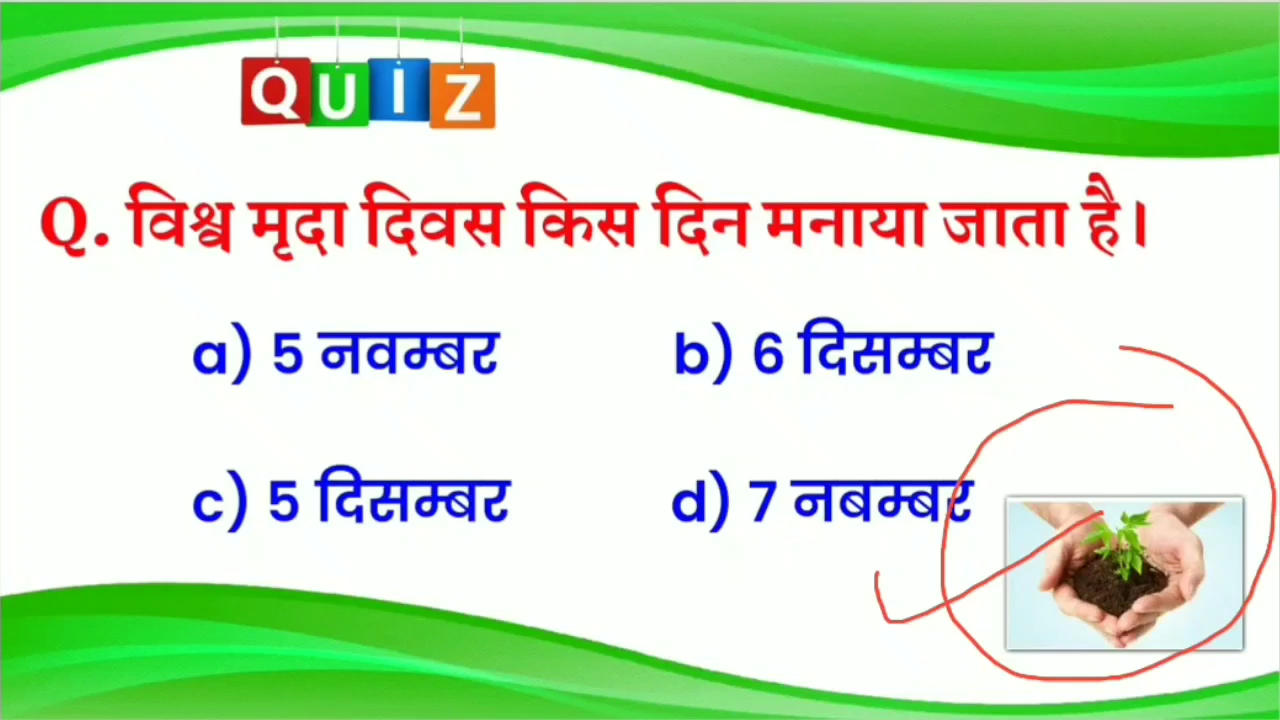 QUIZ
Q. विश्व मृदा दिवस किस दिन मनाया जाता है।
a) 5 नवम्बर b) 6 दिसम्बर
c) 5 दिसम्बर d) 7 नबम्बर